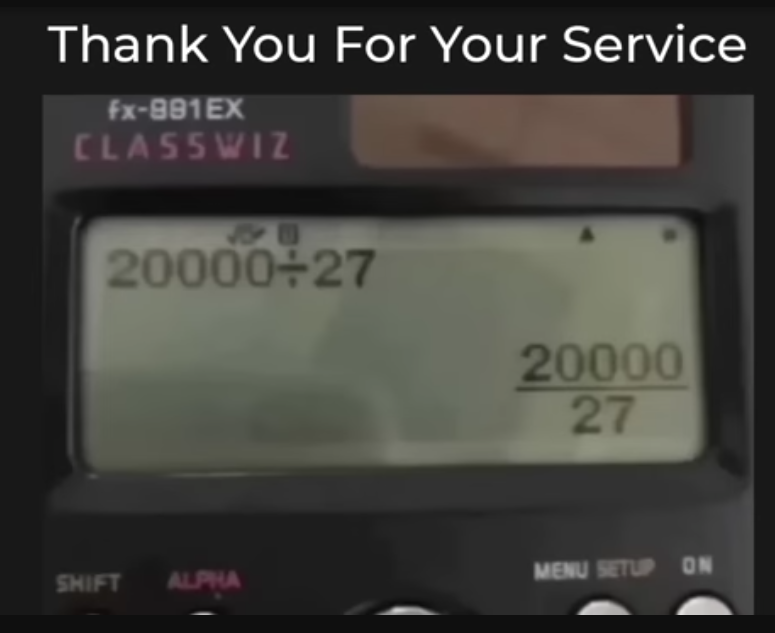 Thank You For Your Service
fx-991EX
CLASSWIZ
20000÷27
20000
27
SHIFT ALPHA MENU SETUP ON